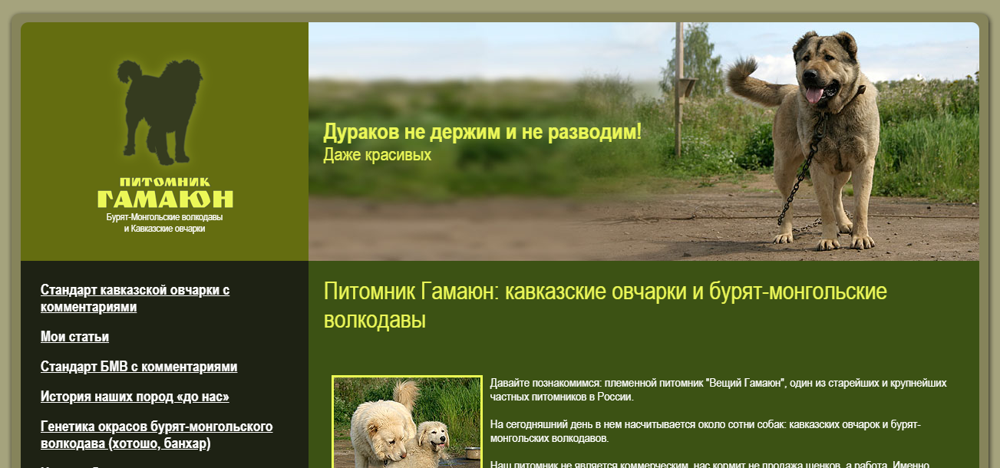 ПИТОМНИК
ГАМАЮН
Бурят-Монгольские волкодавы
и Кавказские овчарки
Дураков не держим и не разводим!
Даже красивых
Стандарт кавказской овчарки с
комментариями
Мои статьи
Стандарт БМВ с комментариями
История наших пород «до нас»
Генетика окрасов бурят-монгольского
волкодава (хотошо, банхар)
Питомник Гамаюн: кавказские овчарки и бурят-монгольские
волкодавы
Давайте познакомимся: племенной питомник "Вещий Гамаюн", один из старейших и крупнейших
частных питомников в России.
На сегодняшний день в нем насчитывается около сотни собак: кавказских овчарок и бурят-
монгольских волкодавов.
Наш питомник не является коммерческим, нас кормит не продажа щенков, а работа. Именно